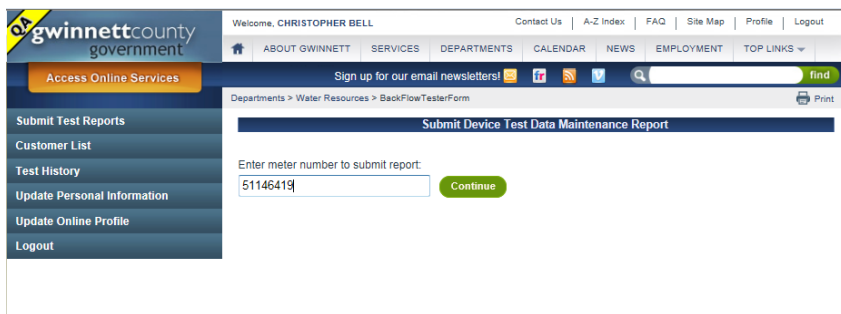 QA
gwinnettcounty
government
Welcome, CHRISTOPHER BELL
Contact Us | A-Z Index | FAQ | Site Map | Profile | Logout
ABOUT GWINNETT SERVICES DEPARTMENTS CALENDAR NEWS EMPLOYMENT TOP LINKS
Access Online Services
Sign up for our email newsletters! fr find
Departments > Water Resources > BackFlowTesterForm
Print
Submit Test Reports
Customer List
Test History
Update Personal Information
Update Online Profile
Logout
Submit Device Test Data Maintenance Report
Enter meter number to submit report:
51146419
Continue